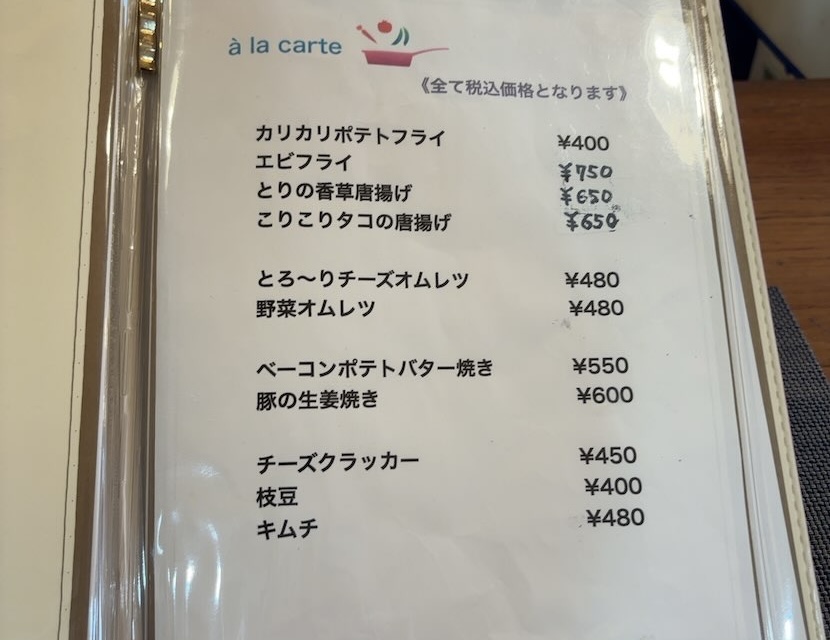 à la carte
《全て税込価格となります》
カリカリポテトフライ ¥400
エビフライ ¥750
とりの香草唐揚げ ¥650
こりこりタコの唐揚げ ¥650
とろ〜りチーズオムレツ ¥480
野菜オムレツ ¥480
ベーコンポテトバター焼き ¥550
豚の生姜焼き ¥600
チーズクラッカー ¥450
枝豆 ¥400
キムチ ¥480